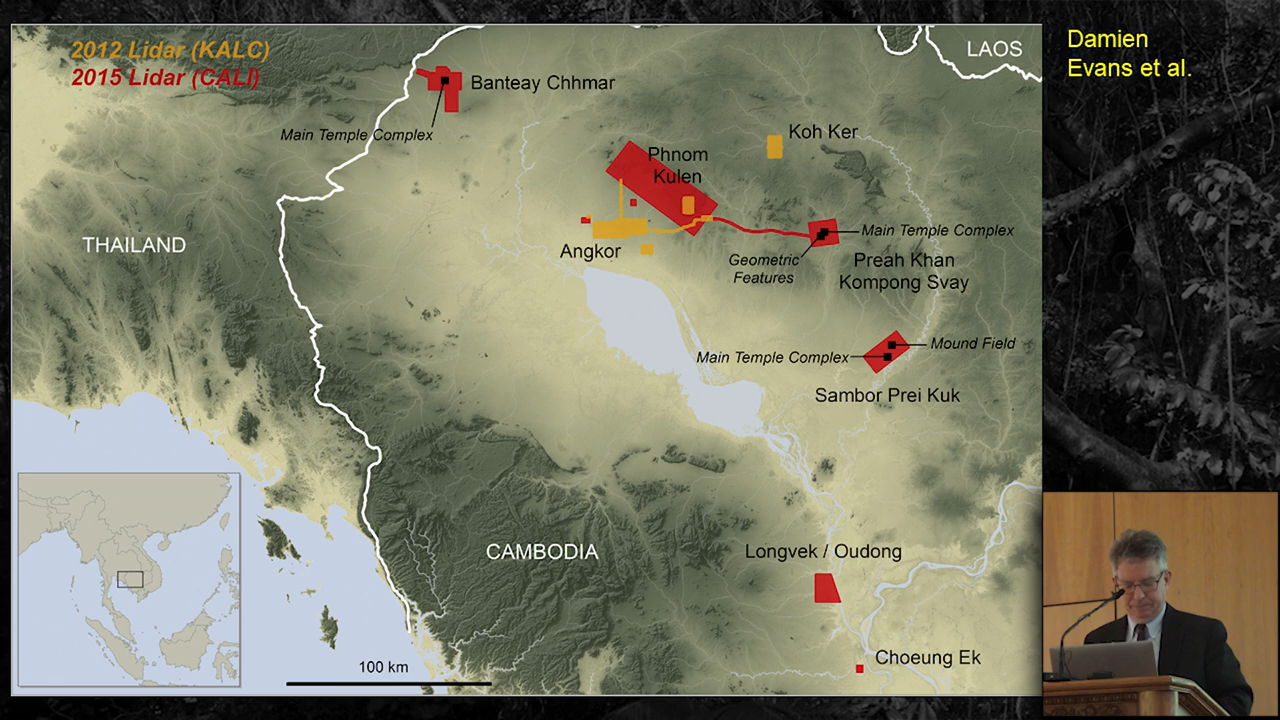 2012 Lidar (KALC)
2015 Lidar (CALI)
Damien
Evans et al.
LAOS
Banteay Chhmar
Main Temple Complex
Koh Ker
Phnom
Kulen
THAILAND
Angkor
Main Temple Complex
Geometric
Features
Preah Khan
Kompong Svay
Mound Field
Main Temple Complex
Sambor Prei Kuk
CAMBODIA
Longvek / Oudong
100 km
Choeung Ek